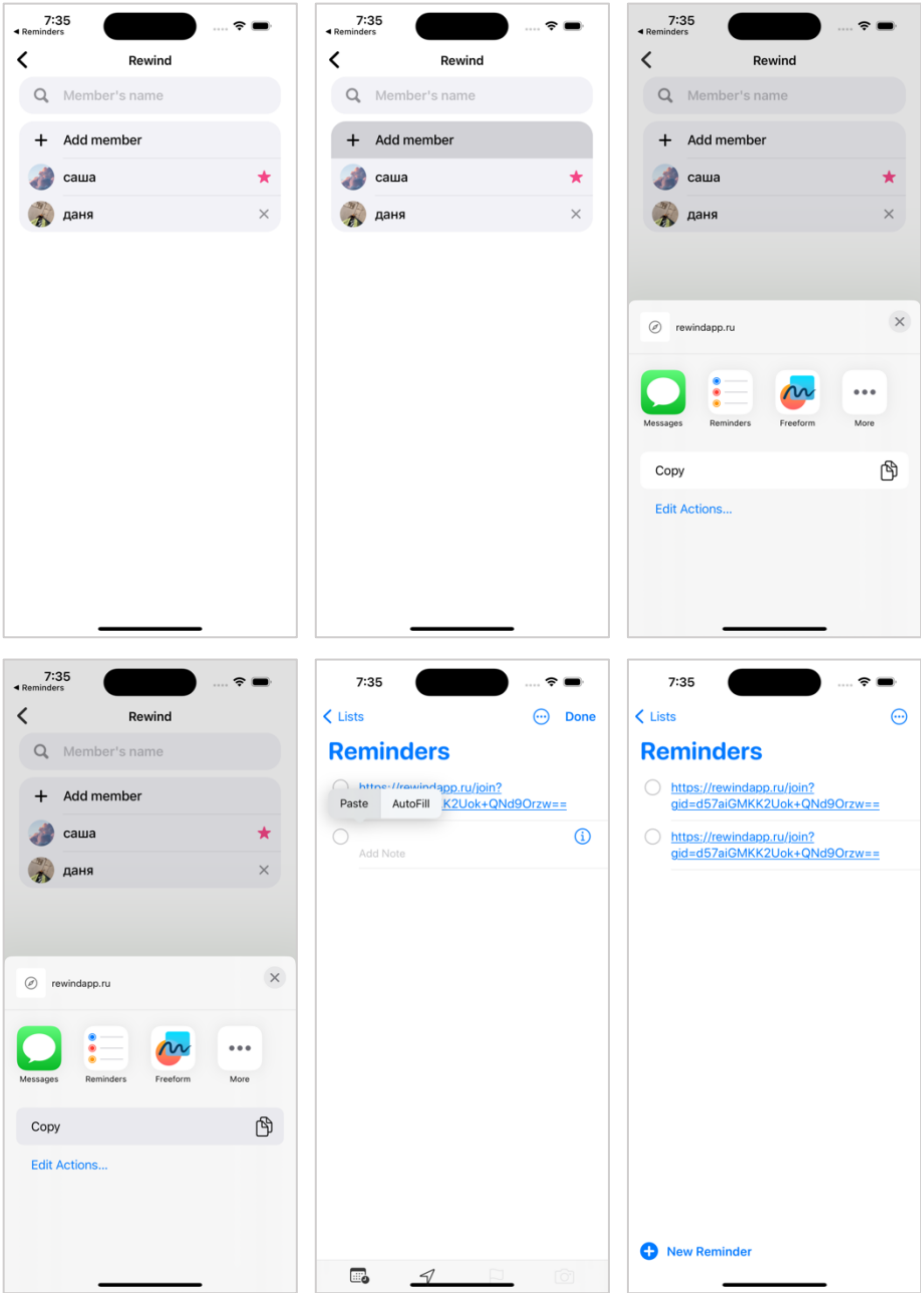 7:35
◀ Reminders
Rewind
Member's name
Add member
саша
даня
7:35
◀ Reminders
Rewind
Member's name
Add member
саша
даня
7:35
◀ Reminders
Rewind
Member's name
Add member
саша
даня
rewindapp.ru
Messages Reminders Freeform More
Copy
Edit Actions...
7:35
◀ Reminders
Rewind
Member's name
Add member
саша
даня
rewindapp.ru
Messages Reminders Freeform More
Copy
Edit Actions...
7:35
Lists Done
Reminders
https://rewindapp.ru/join?
Paste AutoFill K2Uok+QNd9Orzw==
Add Note
7:35
Lists
Reminders
https://rewindapp.ru/join?
gid=d57aiGMKK2Uok+QNd9Orzw==
https://rewindapp.ru/join?
gid=d57aiGMKK2Uok+QNd9Orzw==
New Reminder